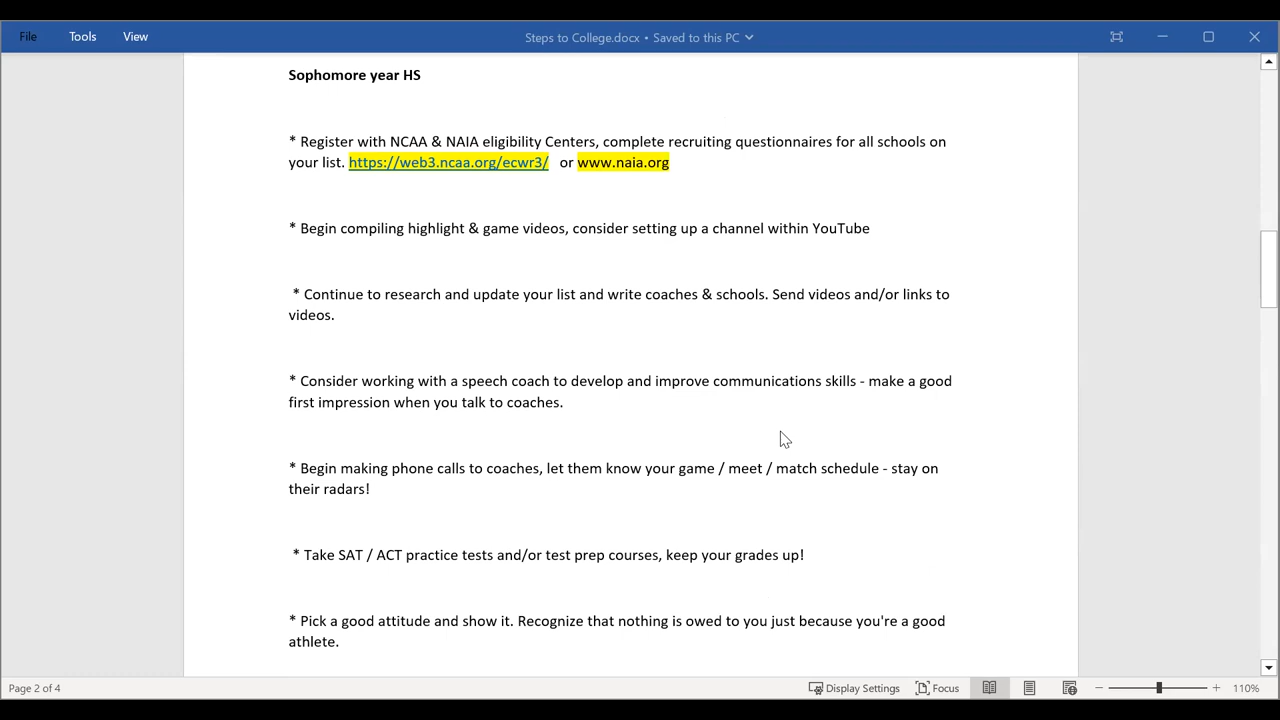 File Tools View Steps to College.docx • Saved to this PC
Sophomore year HS
* Register with NCAA & NAIA eligibility Centers, complete recruiting questionnaires for all schools on
your list. https://web3.ncaa.org/ecwr3/ or www.naia.org
* Begin compiling highlight & game videos, consider setting up a channel within YouTube
* Continue to research and update your list and write coaches & schools. Send videos and/or links to
videos.
* Consider working with a speech coach to develop and improve communications skills - make a good
first impression when you talk to coaches.
* Begin making phone calls to coaches, let them know your game / meet / match schedule - stay on
their radars!
* Take SAT / ACT practice tests and/or test prep courses, keep your grades up!
* Pick a good attitude and show it. Recognize that nothing is owed to you just because you're a good
athlete.
Page 2 of 4 Display Settings Focus 110%